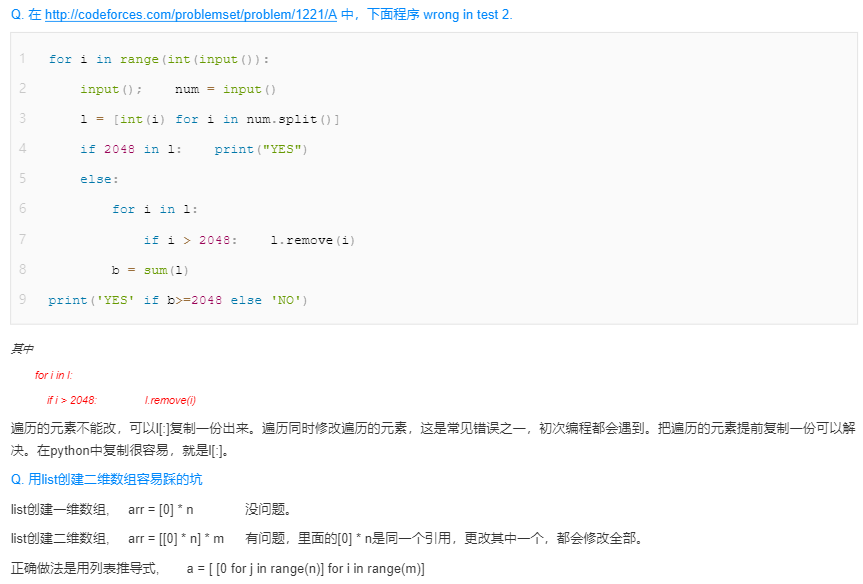 Q. 在 http://codeforces.com/problemset/problem/1221/A 中，下面程序 wrong in test 2.
1 for i in range(int(input()):
2 input();    num = input()
3 l = [int(i) for i in num.split()]
4 if 2048 in l:    print("YES")
5 else:
6 for i in l:
7 if i > 2048:    l.remove(i)
8 b = sum(l)
9 print('YES' if b>=2048 else 'NO')
其中
for i in l:
if i > 2048:    l.remove(i)
遍历的元素不能改，可以l[:]复制一份出来。遍历同时修改遍历的元素，这是常见错误之一，初次编程都会遇到。把遍历的元素提前复制一份可以解
决。在python中复制很容易，就是l[:]。
Q. 用list创建二维数组容易踩的坑
list创建一维数组,    arr = [0] * n    没问题。
list创建二维数组,    arr = [[0] * n] * m    有问题，里面的[0] * n是同一个引用，更改其中一个，都会修改全部。
正确做法是用列表推导式,    a = [ [0 for j in range(n)] for i in range(m)]